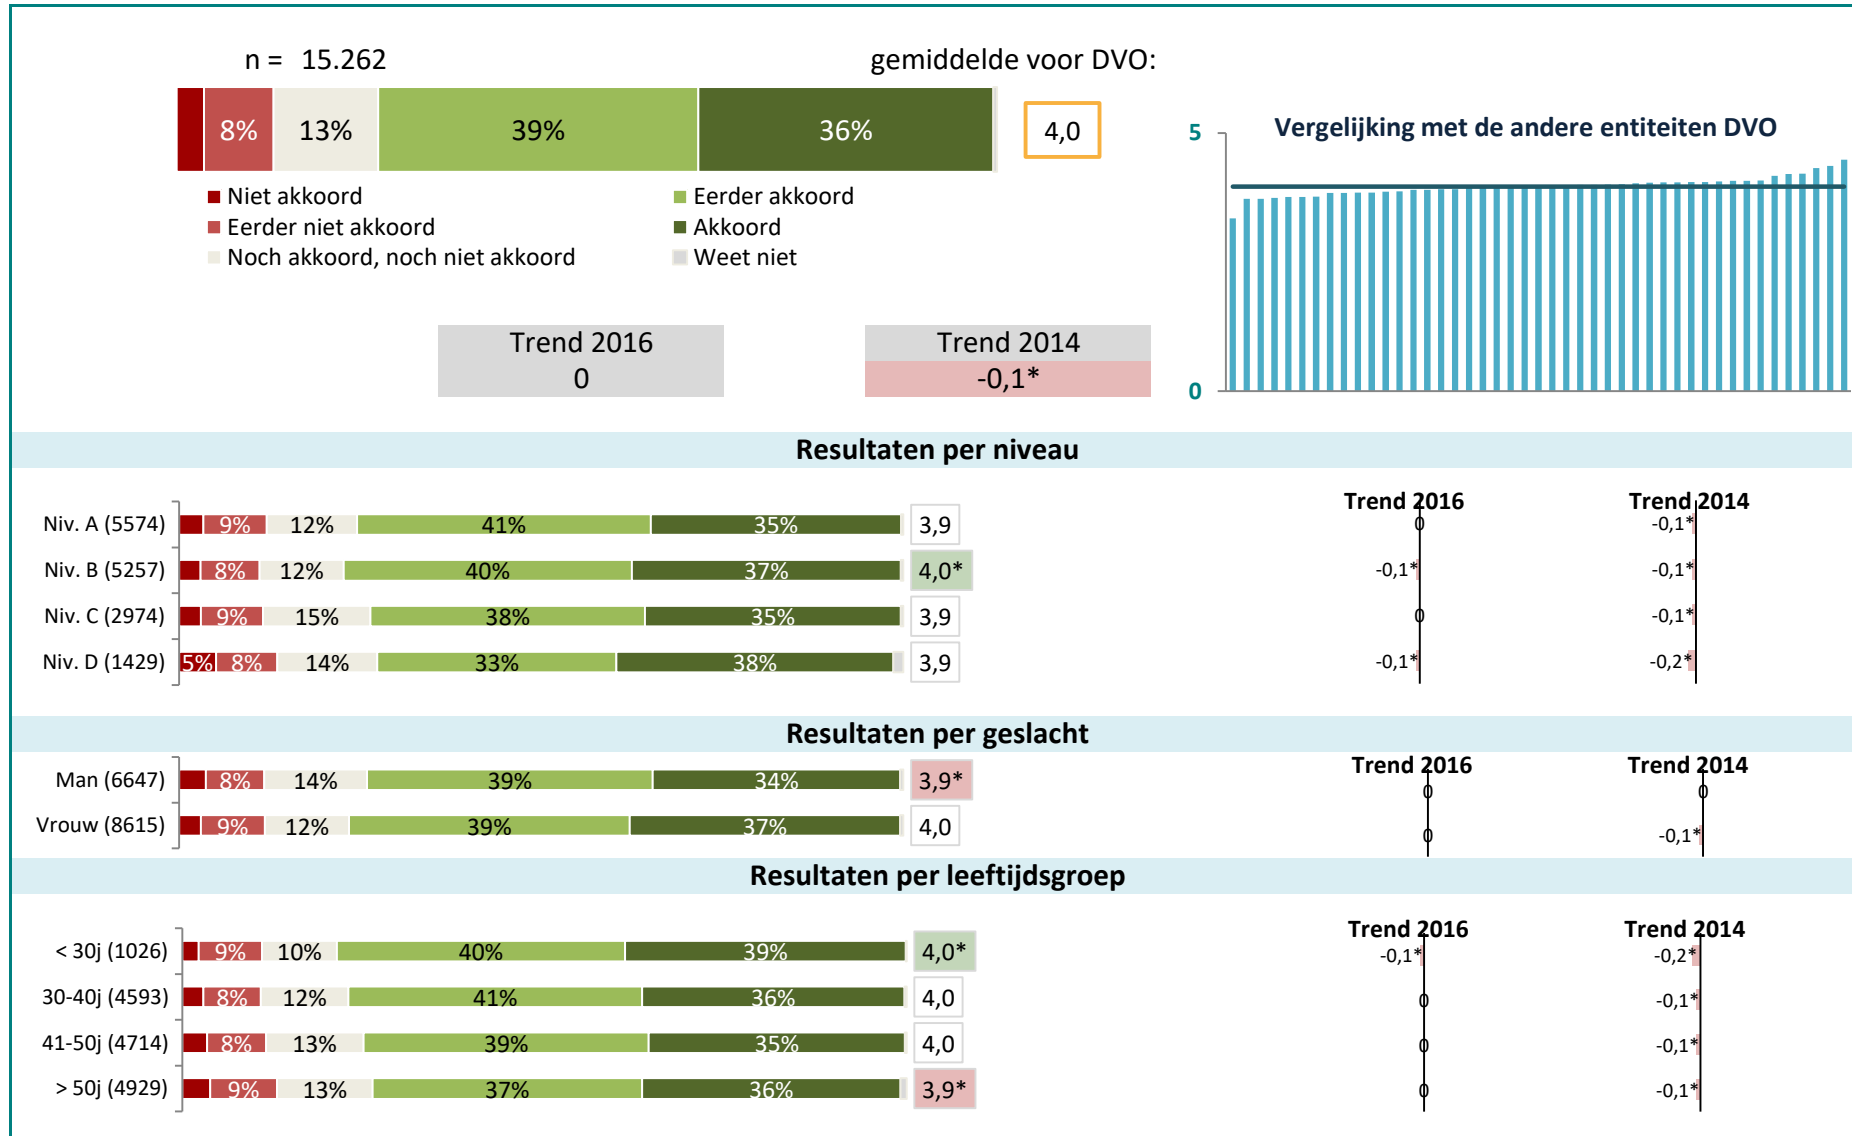 n = 15.262
gemiddelde voor DVO:
8% 13% 39% 36% 4,0
Niet akkoord
Eerder akkoord
Eerder niet akkoord
Akkoord
Noch akkoord, noch niet akkoord
Weet niet
Vergelijking met de andere entiteiten DVO
5
0
Trend 2016
0
Trend 2014
-0,1*
Resultaten per niveau
Trend 2016 Trend 2014
Niv. A (5574) 9% 12% 41% 35% 3,9 0 -0,1*
Niv. B (5257) 8% 12% 40% 37% 4,0* -0,1* -0,1*
Niv. C (2974) 9% 15% 38% 35% 3,9 0 -0,1*
Niv. D (1429) 5% 8% 14% 33% 38% 3,9 -0,1* -0,2*
Resultaten per geslacht
Trend 2016 Trend 2014
Man (6647) 8% 14% 39% 34% 3,9* 0 0
Vrouw (8615) 9% 12% 39% 37% 4,0 0 -0,1*
Resultaten per leeftijdsgroep
Trend 2016 Trend 2014
< 30j (1026) 9% 10% 40% 39% 4,0* -0,1* -0,2*
30-40j (4593) 8% 12% 41% 36% 4,0 0 -0,1*
41-50j (4714) 8% 13% 39% 35% 4,0 0 -0,1*
> 50j (4929) 9% 13% 37% 36% 3,9* 0 -0,1*